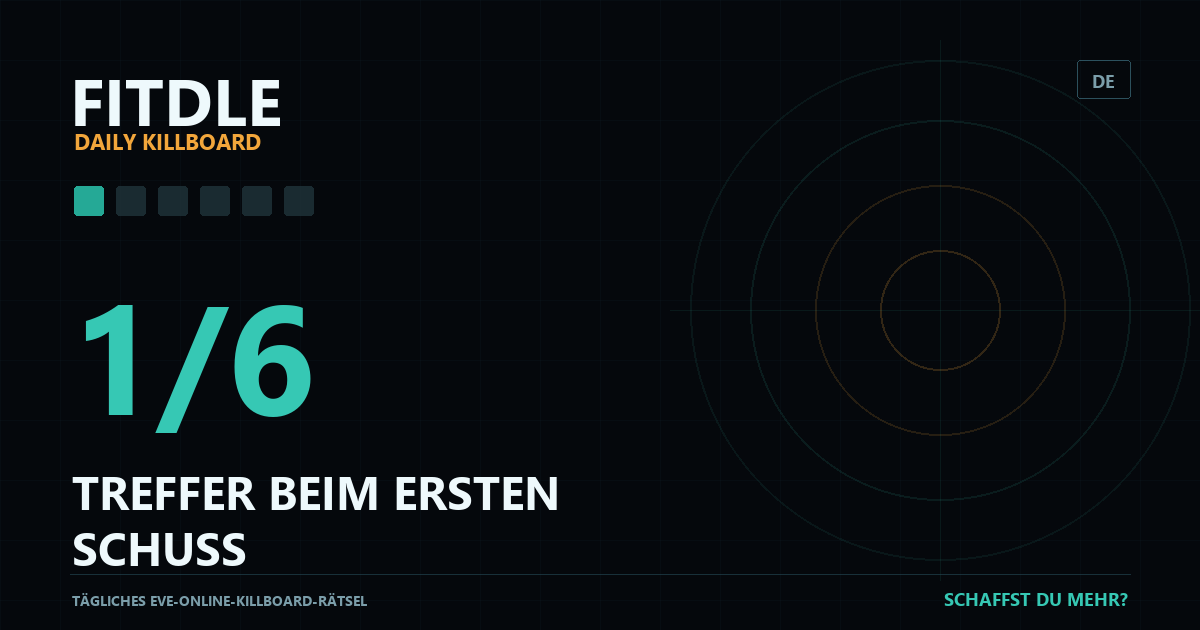 FITDLE
DE
DAILY KILLBOARD
1/6
TREFFER BEIM ERSTEN
SCHUSS
TÄGLICHES EVE-ONLINE-KILLBOARD-RÄTSEL
SCHAFFST DU MEHR?